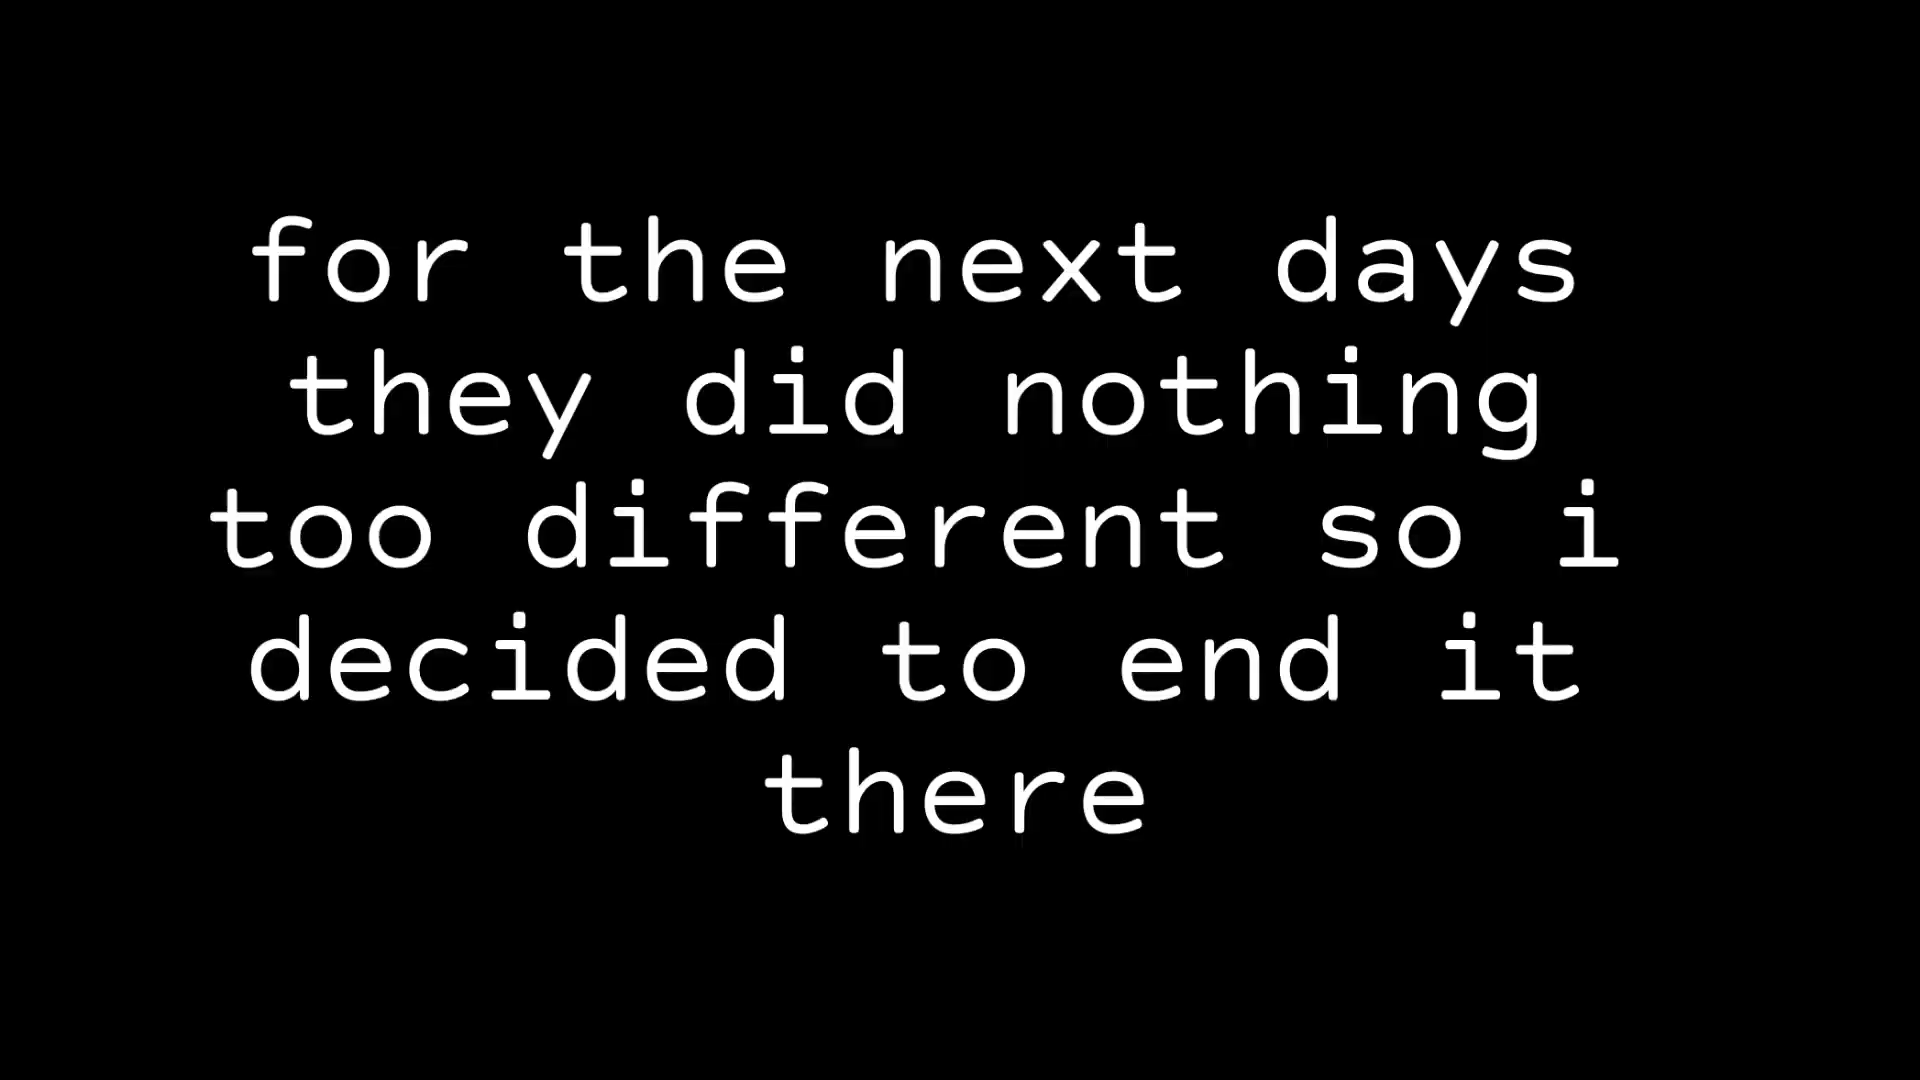 for the next days
they did nothing
too different so i
decided to end it
there